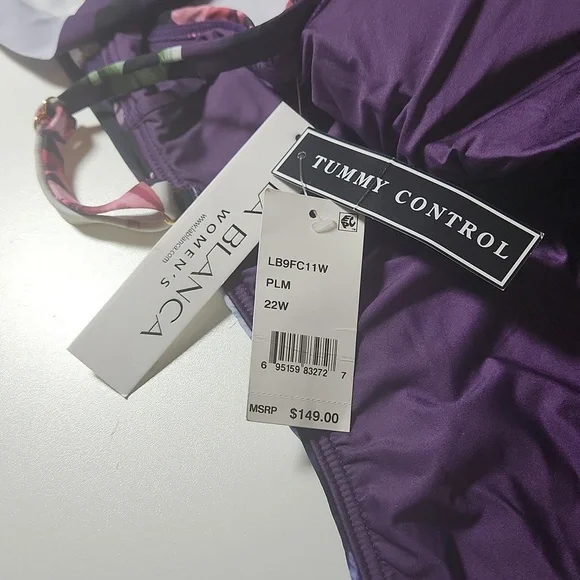 TUMMY CONTROL
LA BLANCA
WOMEN'S
www.lablanca.com
LB9FC11W
PLM
22W
6 95159 83272 7
MSRP $149.00